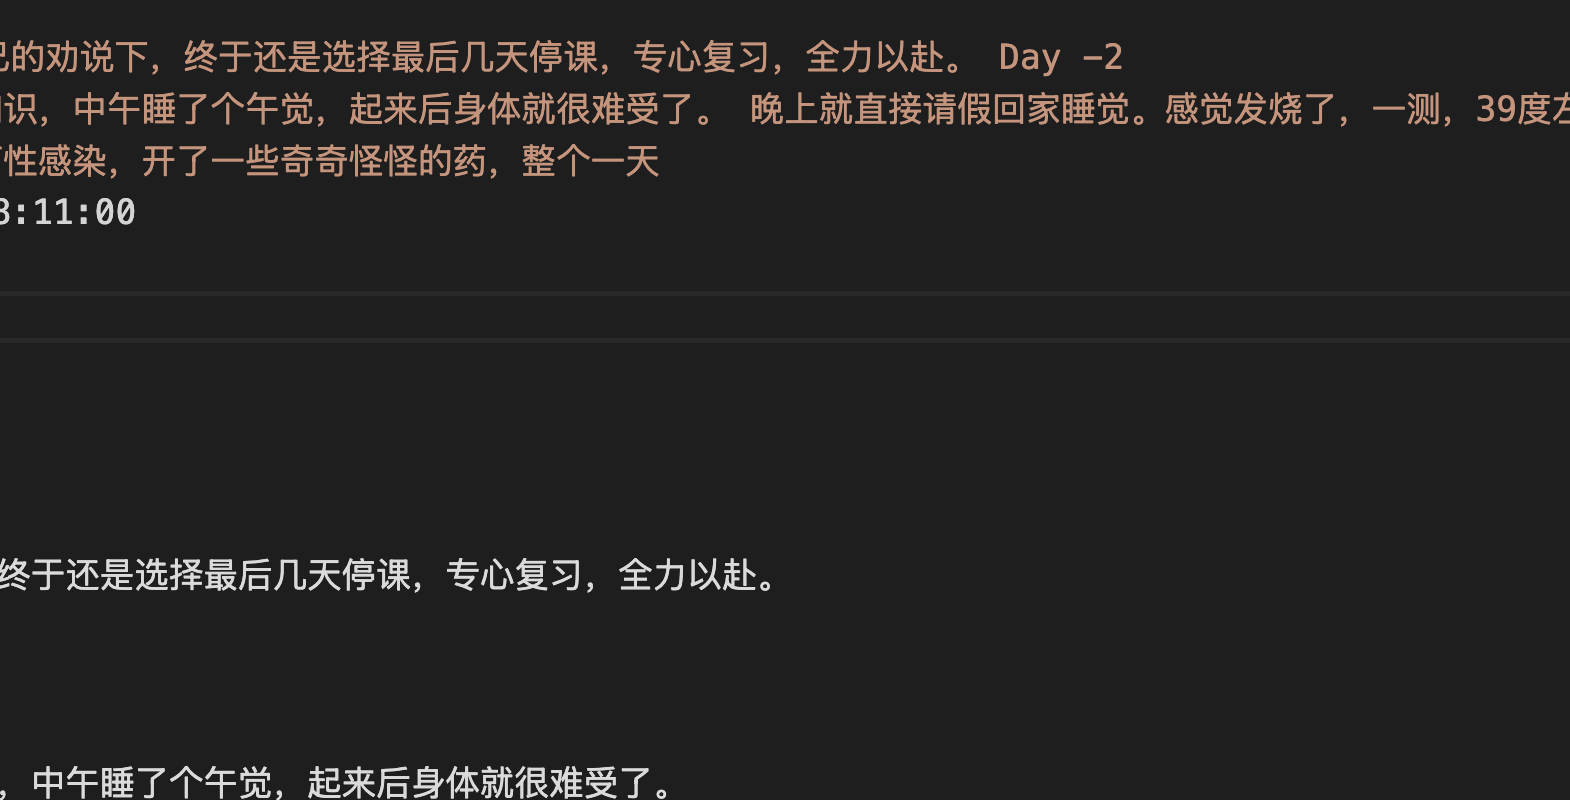 的劝说下，终于还是选择最后几天停课，专心复习，全力以赴。 Day -2
识，中午睡了个午觉，起来后身体就很难受了。 晚上就直接请假回家睡觉。感觉发烧了，一测，39度
性感染，开了一些奇奇怪怪的药，整个一天
:11:00
终于还是选择最后几天停课，专心复习，全力以赴。
，中午睡了个午觉，起来后身体就很难受了。